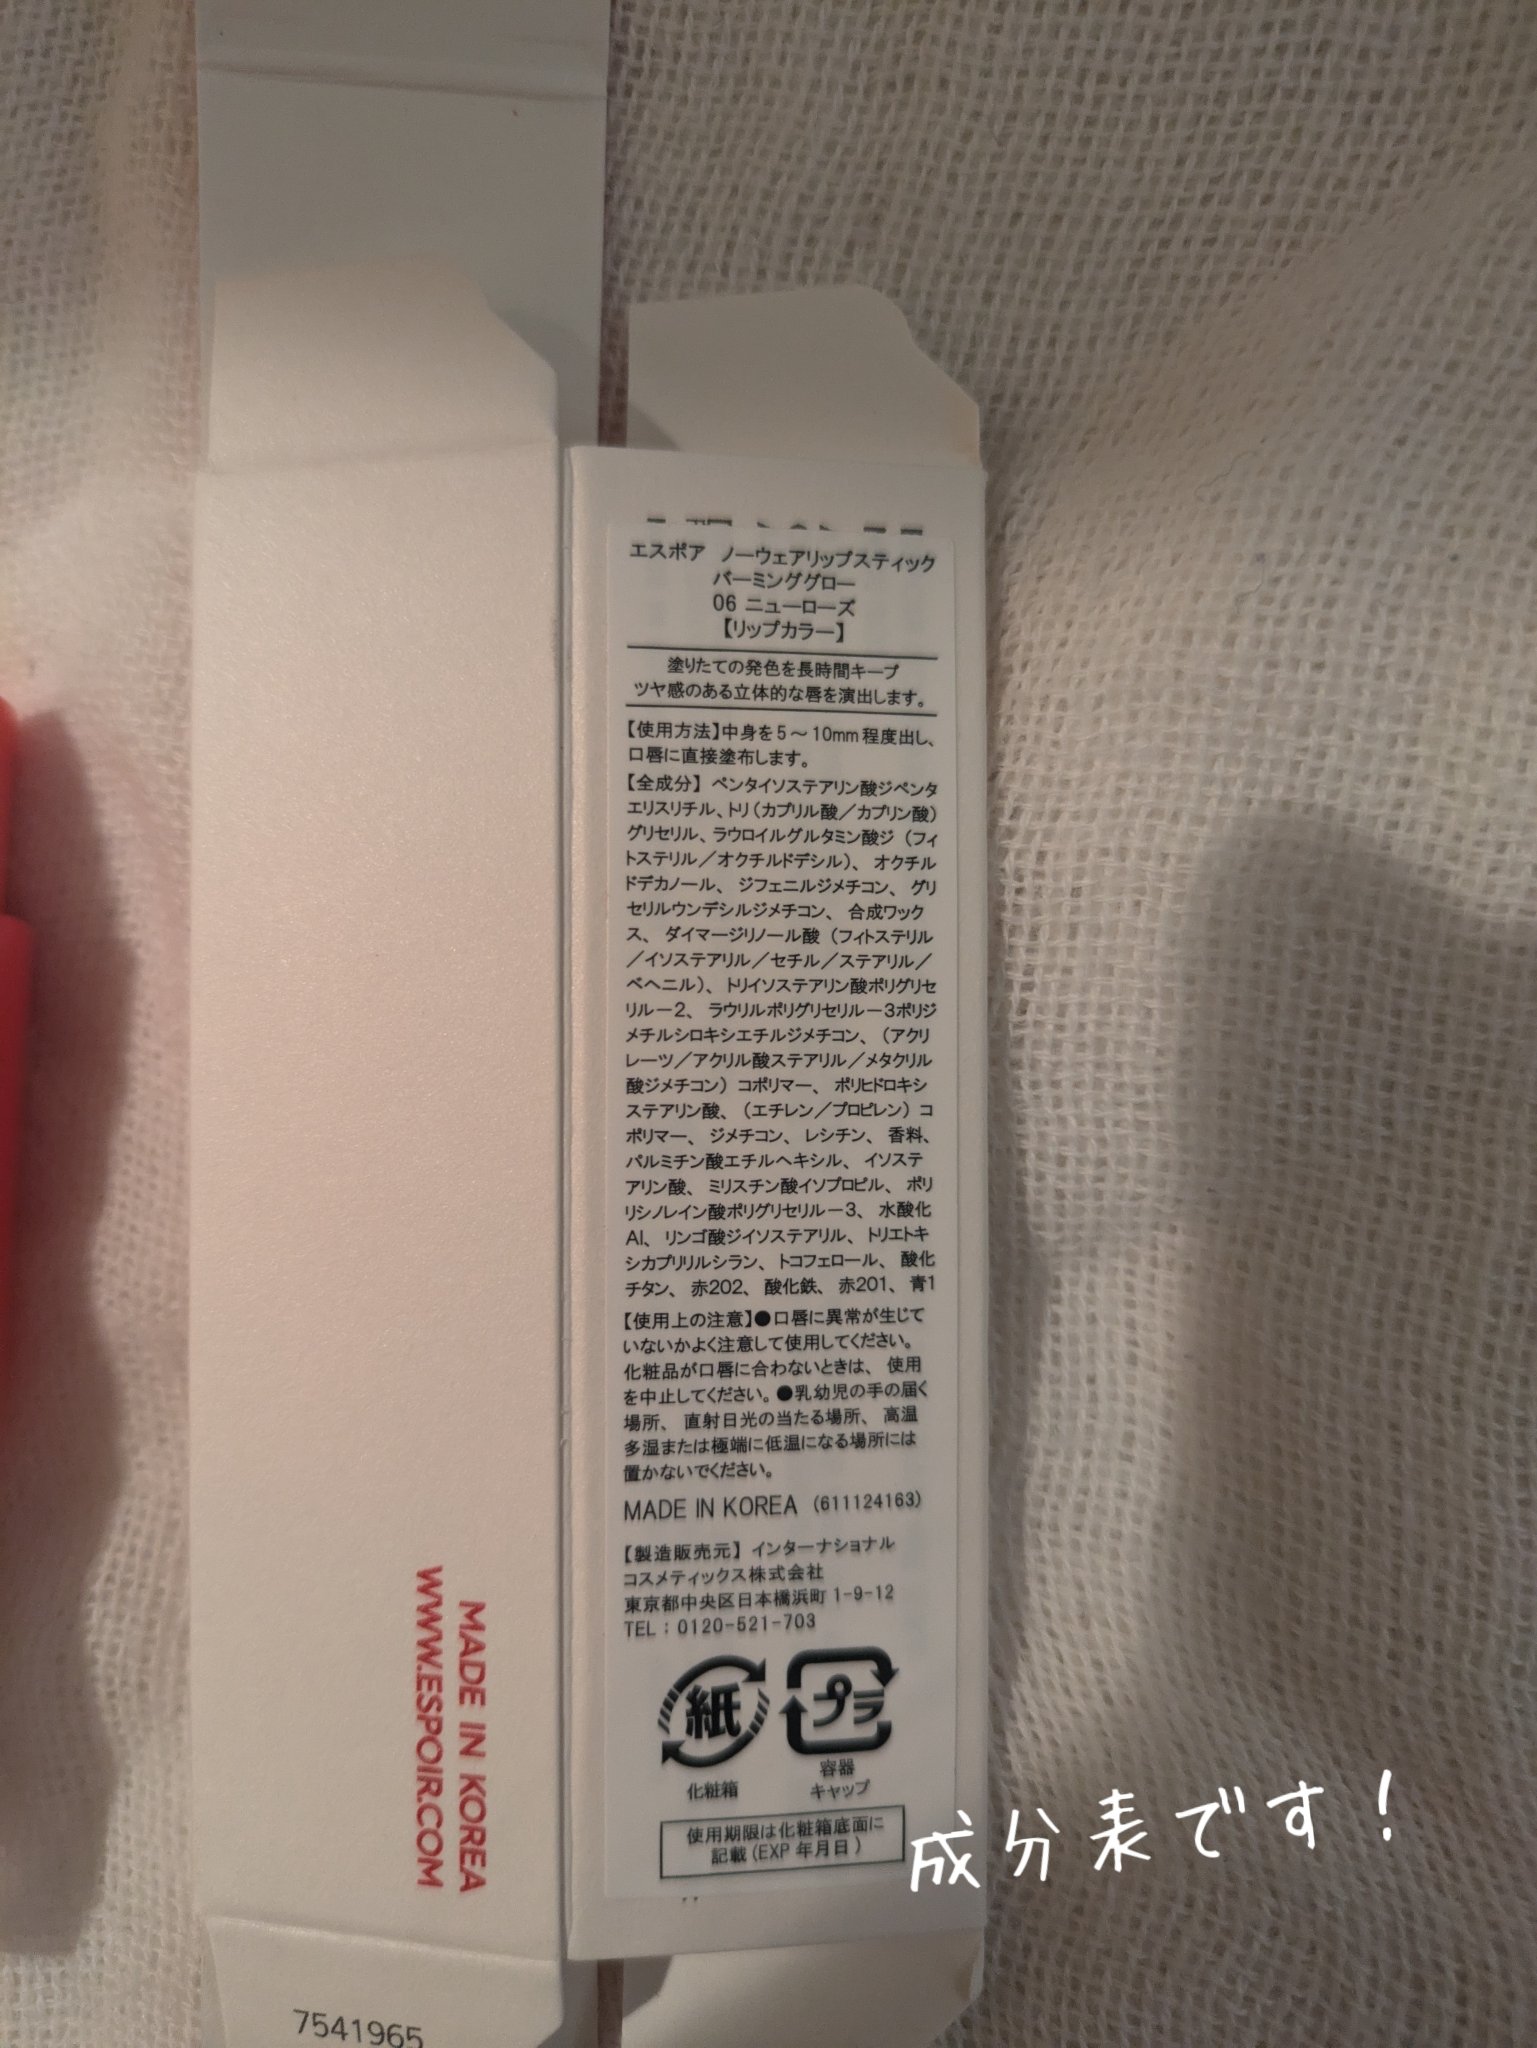 エスポア ノーウェアリップスティック
バーミンググロー
06 ニューローズ
【リップカラー】
塗りたての発色を長時間キープ
ツヤ感のある立体的な唇を演出します。
【使用方法】中身を5～10mm程度出し、
口唇に直接塗布します。
【全成分】ペンタイソステアリン酸ジペンタ
エリスリチル、トリ(カプリル酸／カプリン酸)
グリセリル、ラウロイルグルタミン酸ジ(フィ
トステリル／オクチルドデシル)、オクチル
ドデカノール、ジフェニルジメチコン、グリ
セリルウンデシルジメチコン、合成ワック
ス、ダイマージリノール酸(フィトステリル
／イソステアリル／セチル／ステアリル／
ベヘニル)、トリイソステアリン酸ポリグリセ
リル－2、ラウリルポリグリセリル－3ポリジ
メチルシロキシエチルジメチコン、(アクリ
レーツ／アクリル酸ステアリル／メタクリル
酸ジメチコン)コポリマー、ポリヒドロキシ
ステアリン酸、(エチレン／プロピレン)コ
ポリマー、ジメチコン、レシチン、香料、
パルミチン酸エチルヘキシル、イソステ
アリン酸、ミリスチン酸イソプロピル、ポリ
リシノレイン酸ポリグリセリル－3、水酸化
Al、リンゴ酸ジイソステアリル、トリエトキ
シカプリリルシラン、トコフェロール、酸化
チタン、赤202、酸化鉄、赤201、青1
【使用上の注意】●口唇に異常が生じて
いないかよく注意して使用してください。
化粧品が口唇に合わないときは、使用
を中止してください。●乳幼児の手の届く
場所、直射日光の当たる場所、高温
多湿または極端に低温になる場所には
置かないでください。
MADE IN KOREA (611124163)
【製造販売元】インターナショナル
コスメティックス株式会社
東京都中央区日本橋浜町1-9-12
TEL：0120-521-703
紙
プラ
化粧箱
容器
キャップ
使用期限は化粧箱底面に
記載(EXP 年月日)
MADE IN KOREA
WWW.ESPOIR.COM
7541965
成分表です！